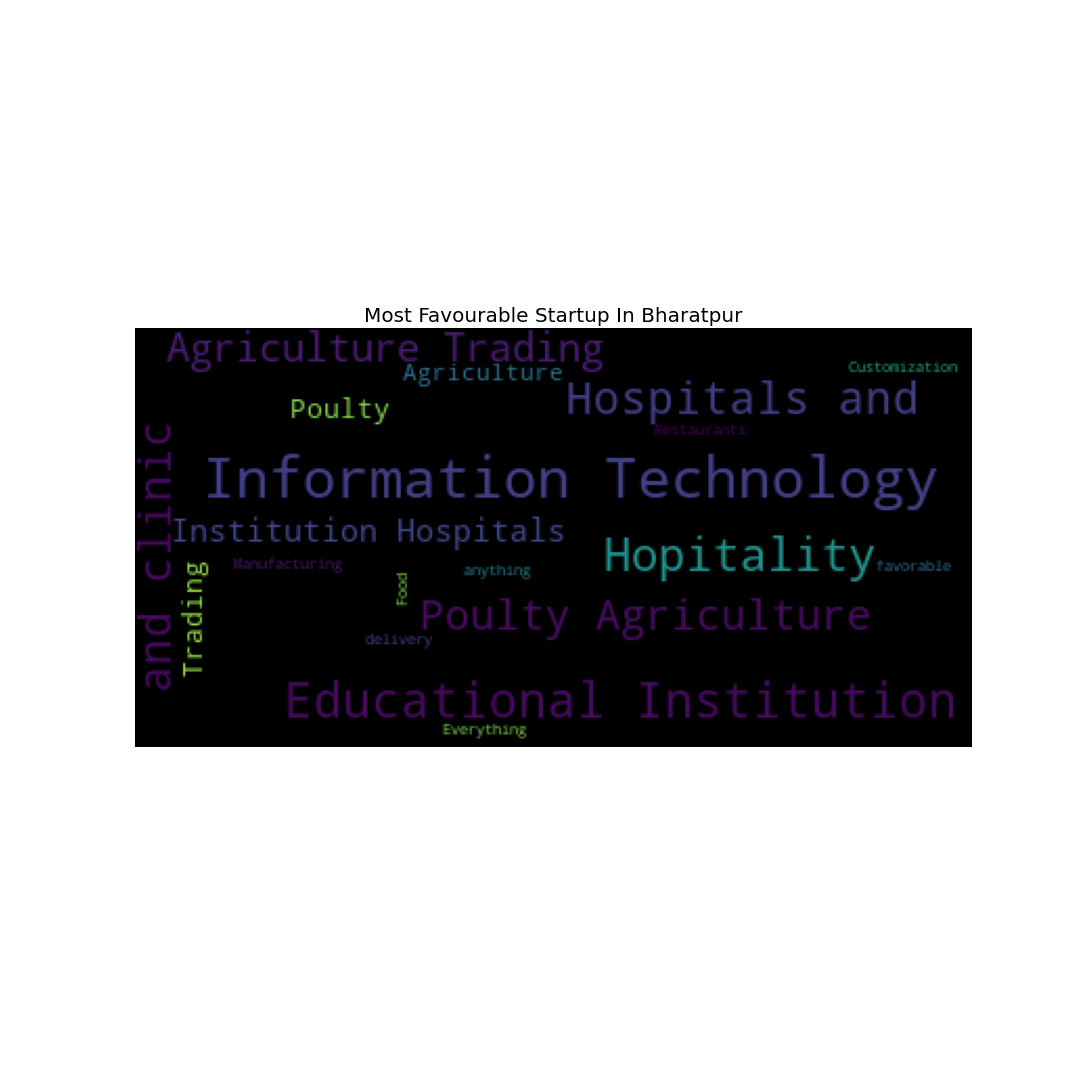 Most Favourable Startup In Bharatpur
Agriculture Trading
Customization
Agriculture
Hospitals and
Poulty
Restaurants
and clinic
Information Technology
Institution Hospitals
Hopitality
Manufacturing
anything
favorable
Trading
Food
Poulty Agriculture
delivery
Educational Institution
Everything